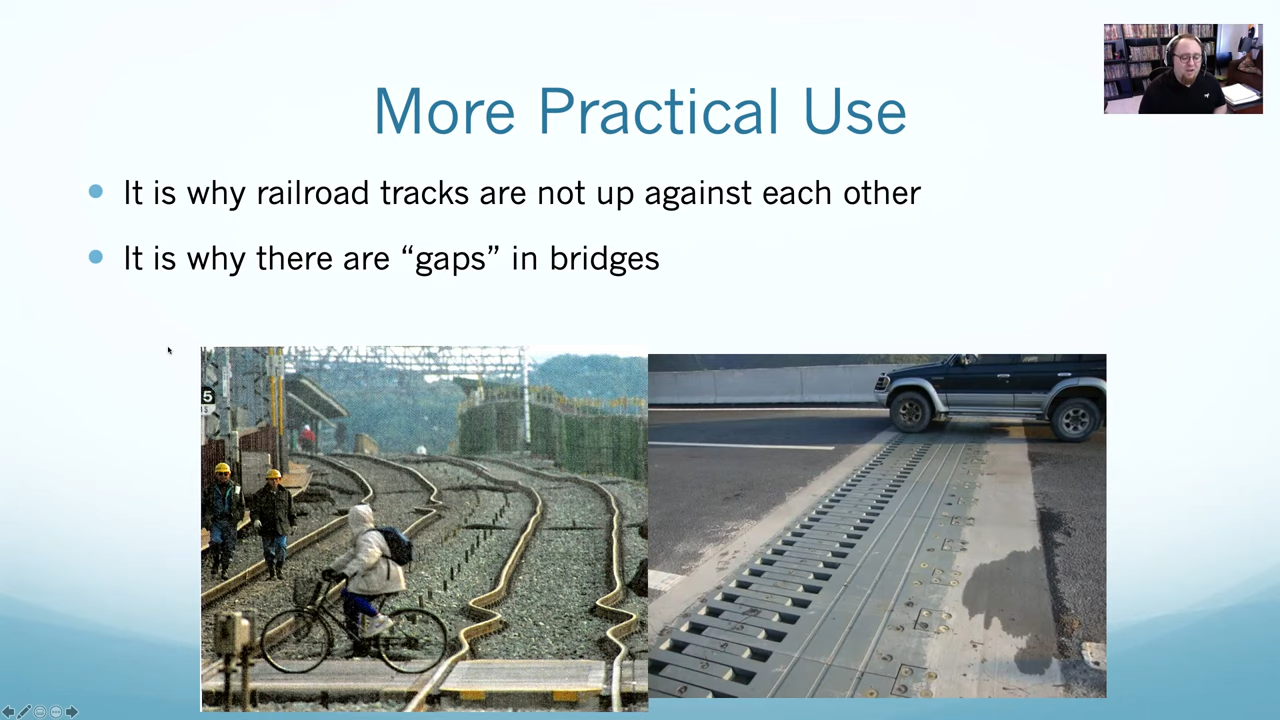 More Practical Use
It is why railroad tracks are not up against each other
It is why there are “gaps” in bridges
5